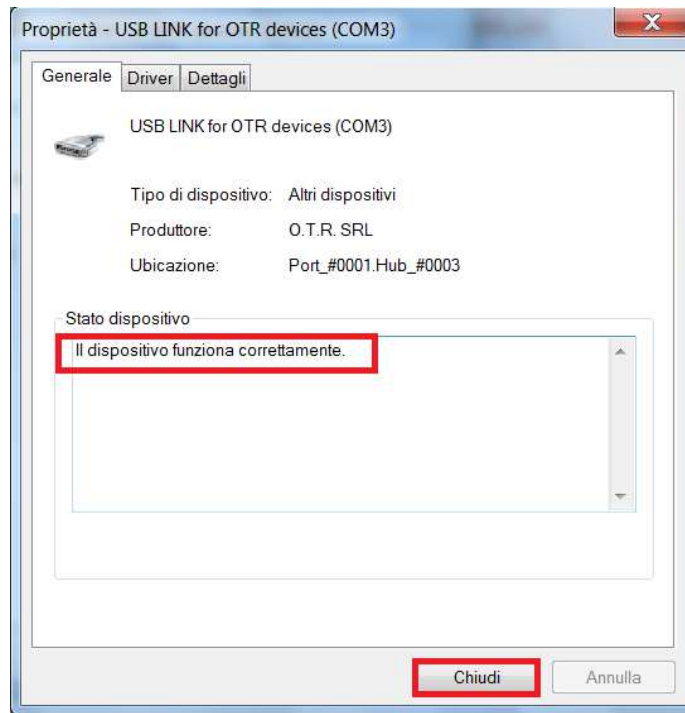 Proprietà - USB LINK for OTR devices (COM3)
Generale Driver Dettagli
USB LINK for OTR devices (COM3)
Tipo di dispositivo: Altri dispositivi
Produttore: O.T.R. SRL
Ubicazione: Port_#0001.Hub_#0003
Stato dispositivo
Il dispositivo funziona correttamente.
Chiudi Annulla